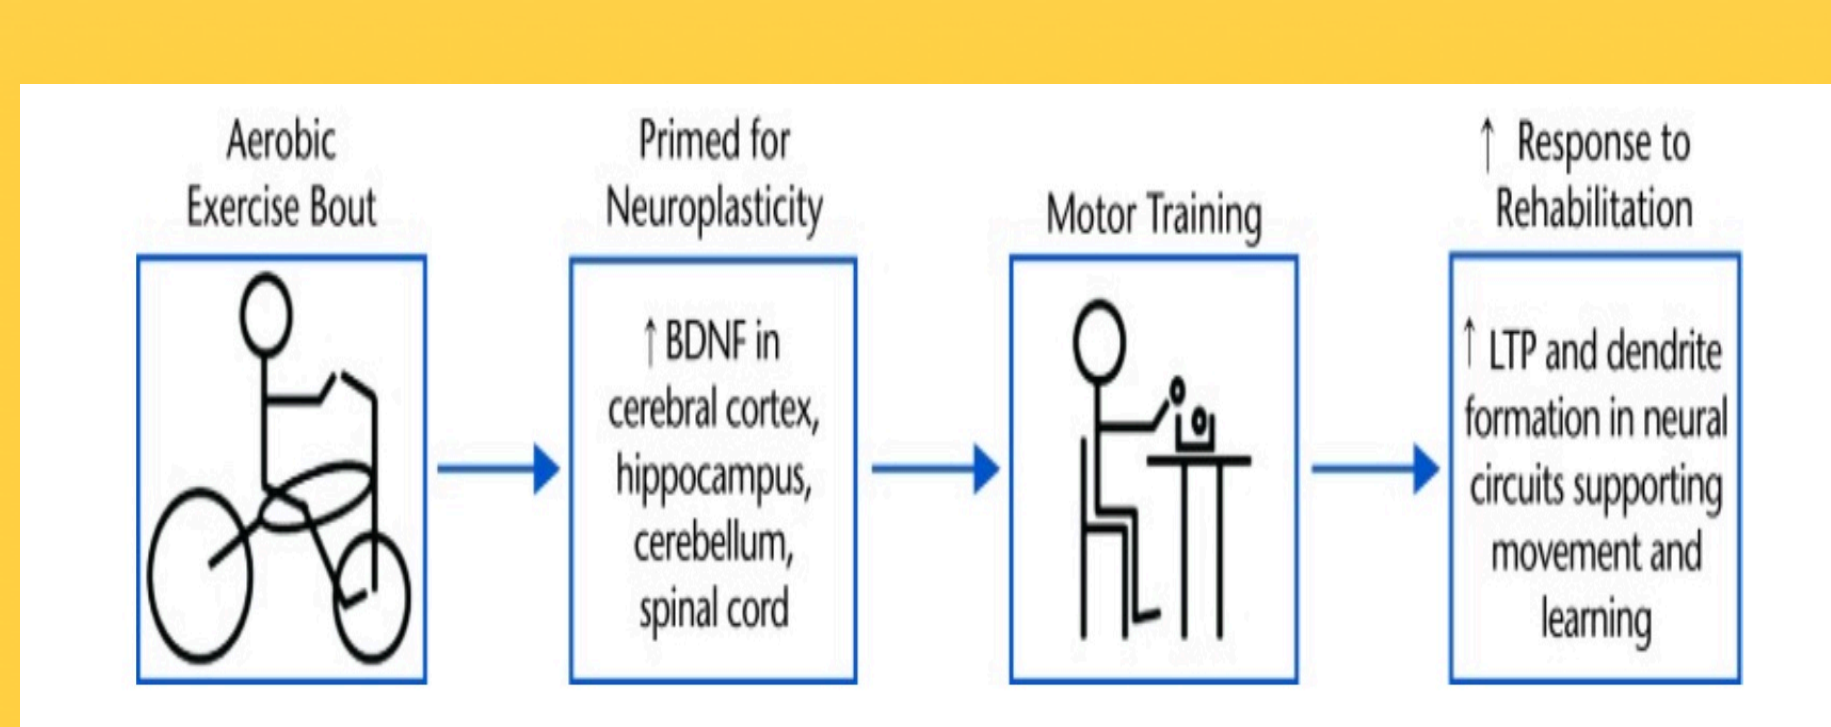 Aerobic
Exercise Bout
Primed for
Neuroplasticity
↑ BDNF in
cerebral cortex,
hippocampus,
cerebellum,
spinal cord
Motor Training
↑ Response to
Rehabilitation
↑ LTP and dendrite
formation in neural
circuits supporting
movement and
learning